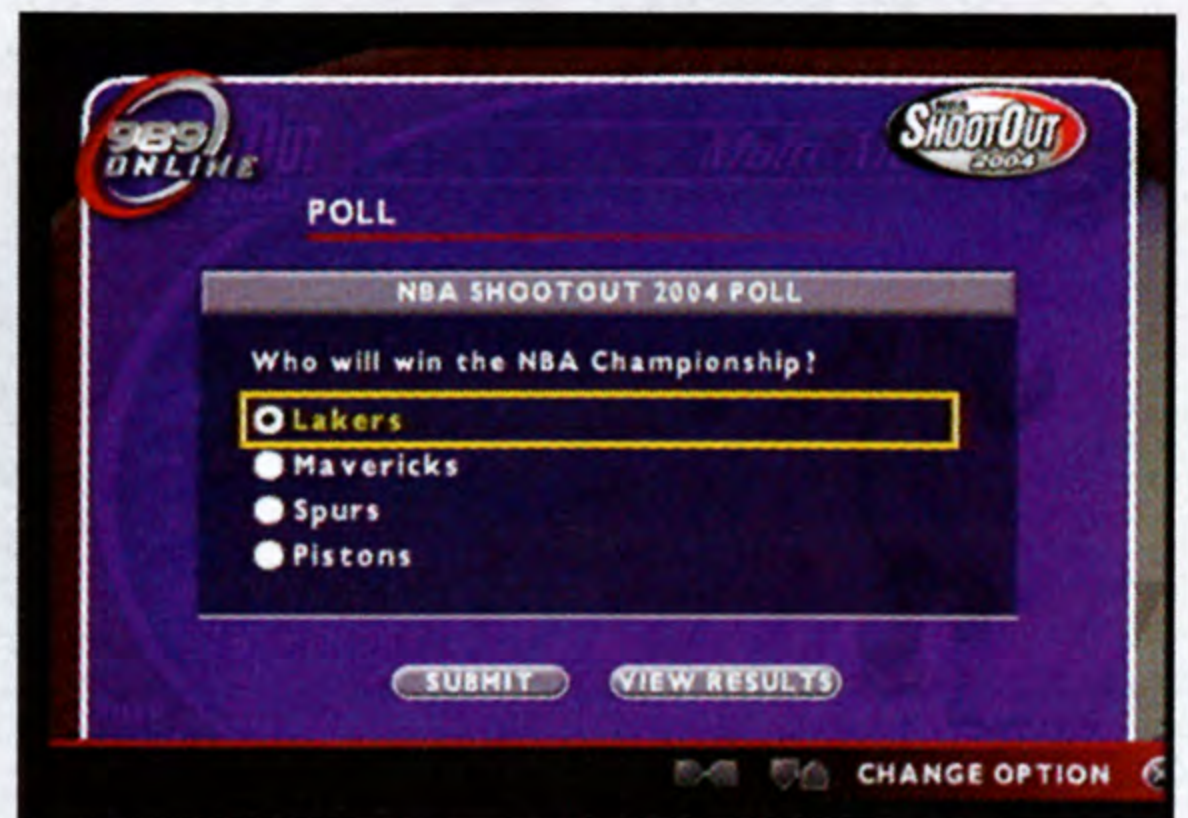 989
ONLINE
NBA
SHOOTOUT
2004
POLL
NBA SHOOTOUT 2004 POLL
Who will win the NBA Championship?
Lakers
Mavericks
Spurs
Pistons
SUBMIT
VIEW RESULTS
CHANGE OPTION